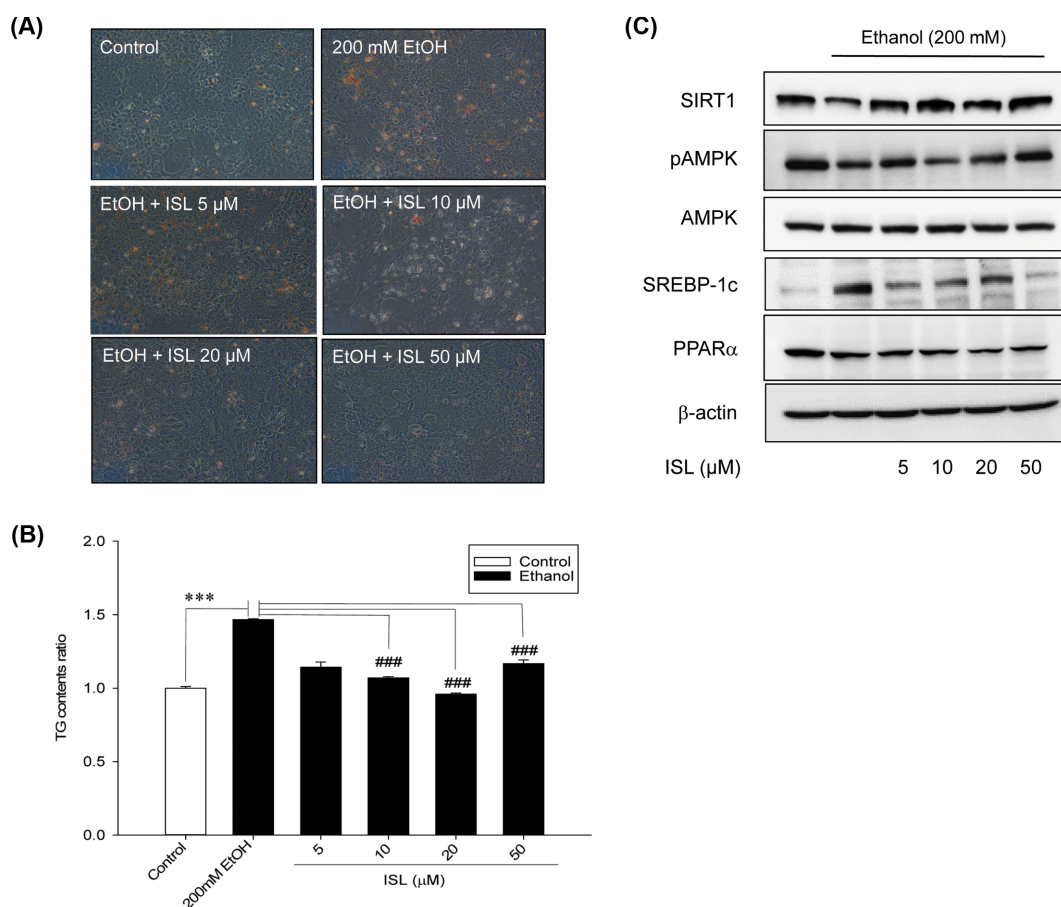 (A)
Control
200 mM EtOH
EtOH + ISL 5 µM
EtOH + ISL 10 µM
EtOH + ISL 20 µM
EtOH + ISL 50 µM
(B)
2.0
1.5
1.0
0.5
0.0
TG contents ratio
Control
Ethanol
***
###
###
###
Control
200mM EtOH
5
10
20
50
ISL (µM)
(C)
Ethanol (200 mM)
SIRT1
pAMPK
AMPK
SREBP-1c
PPARα
β-actin
ISL (µM) 5 10 20 50